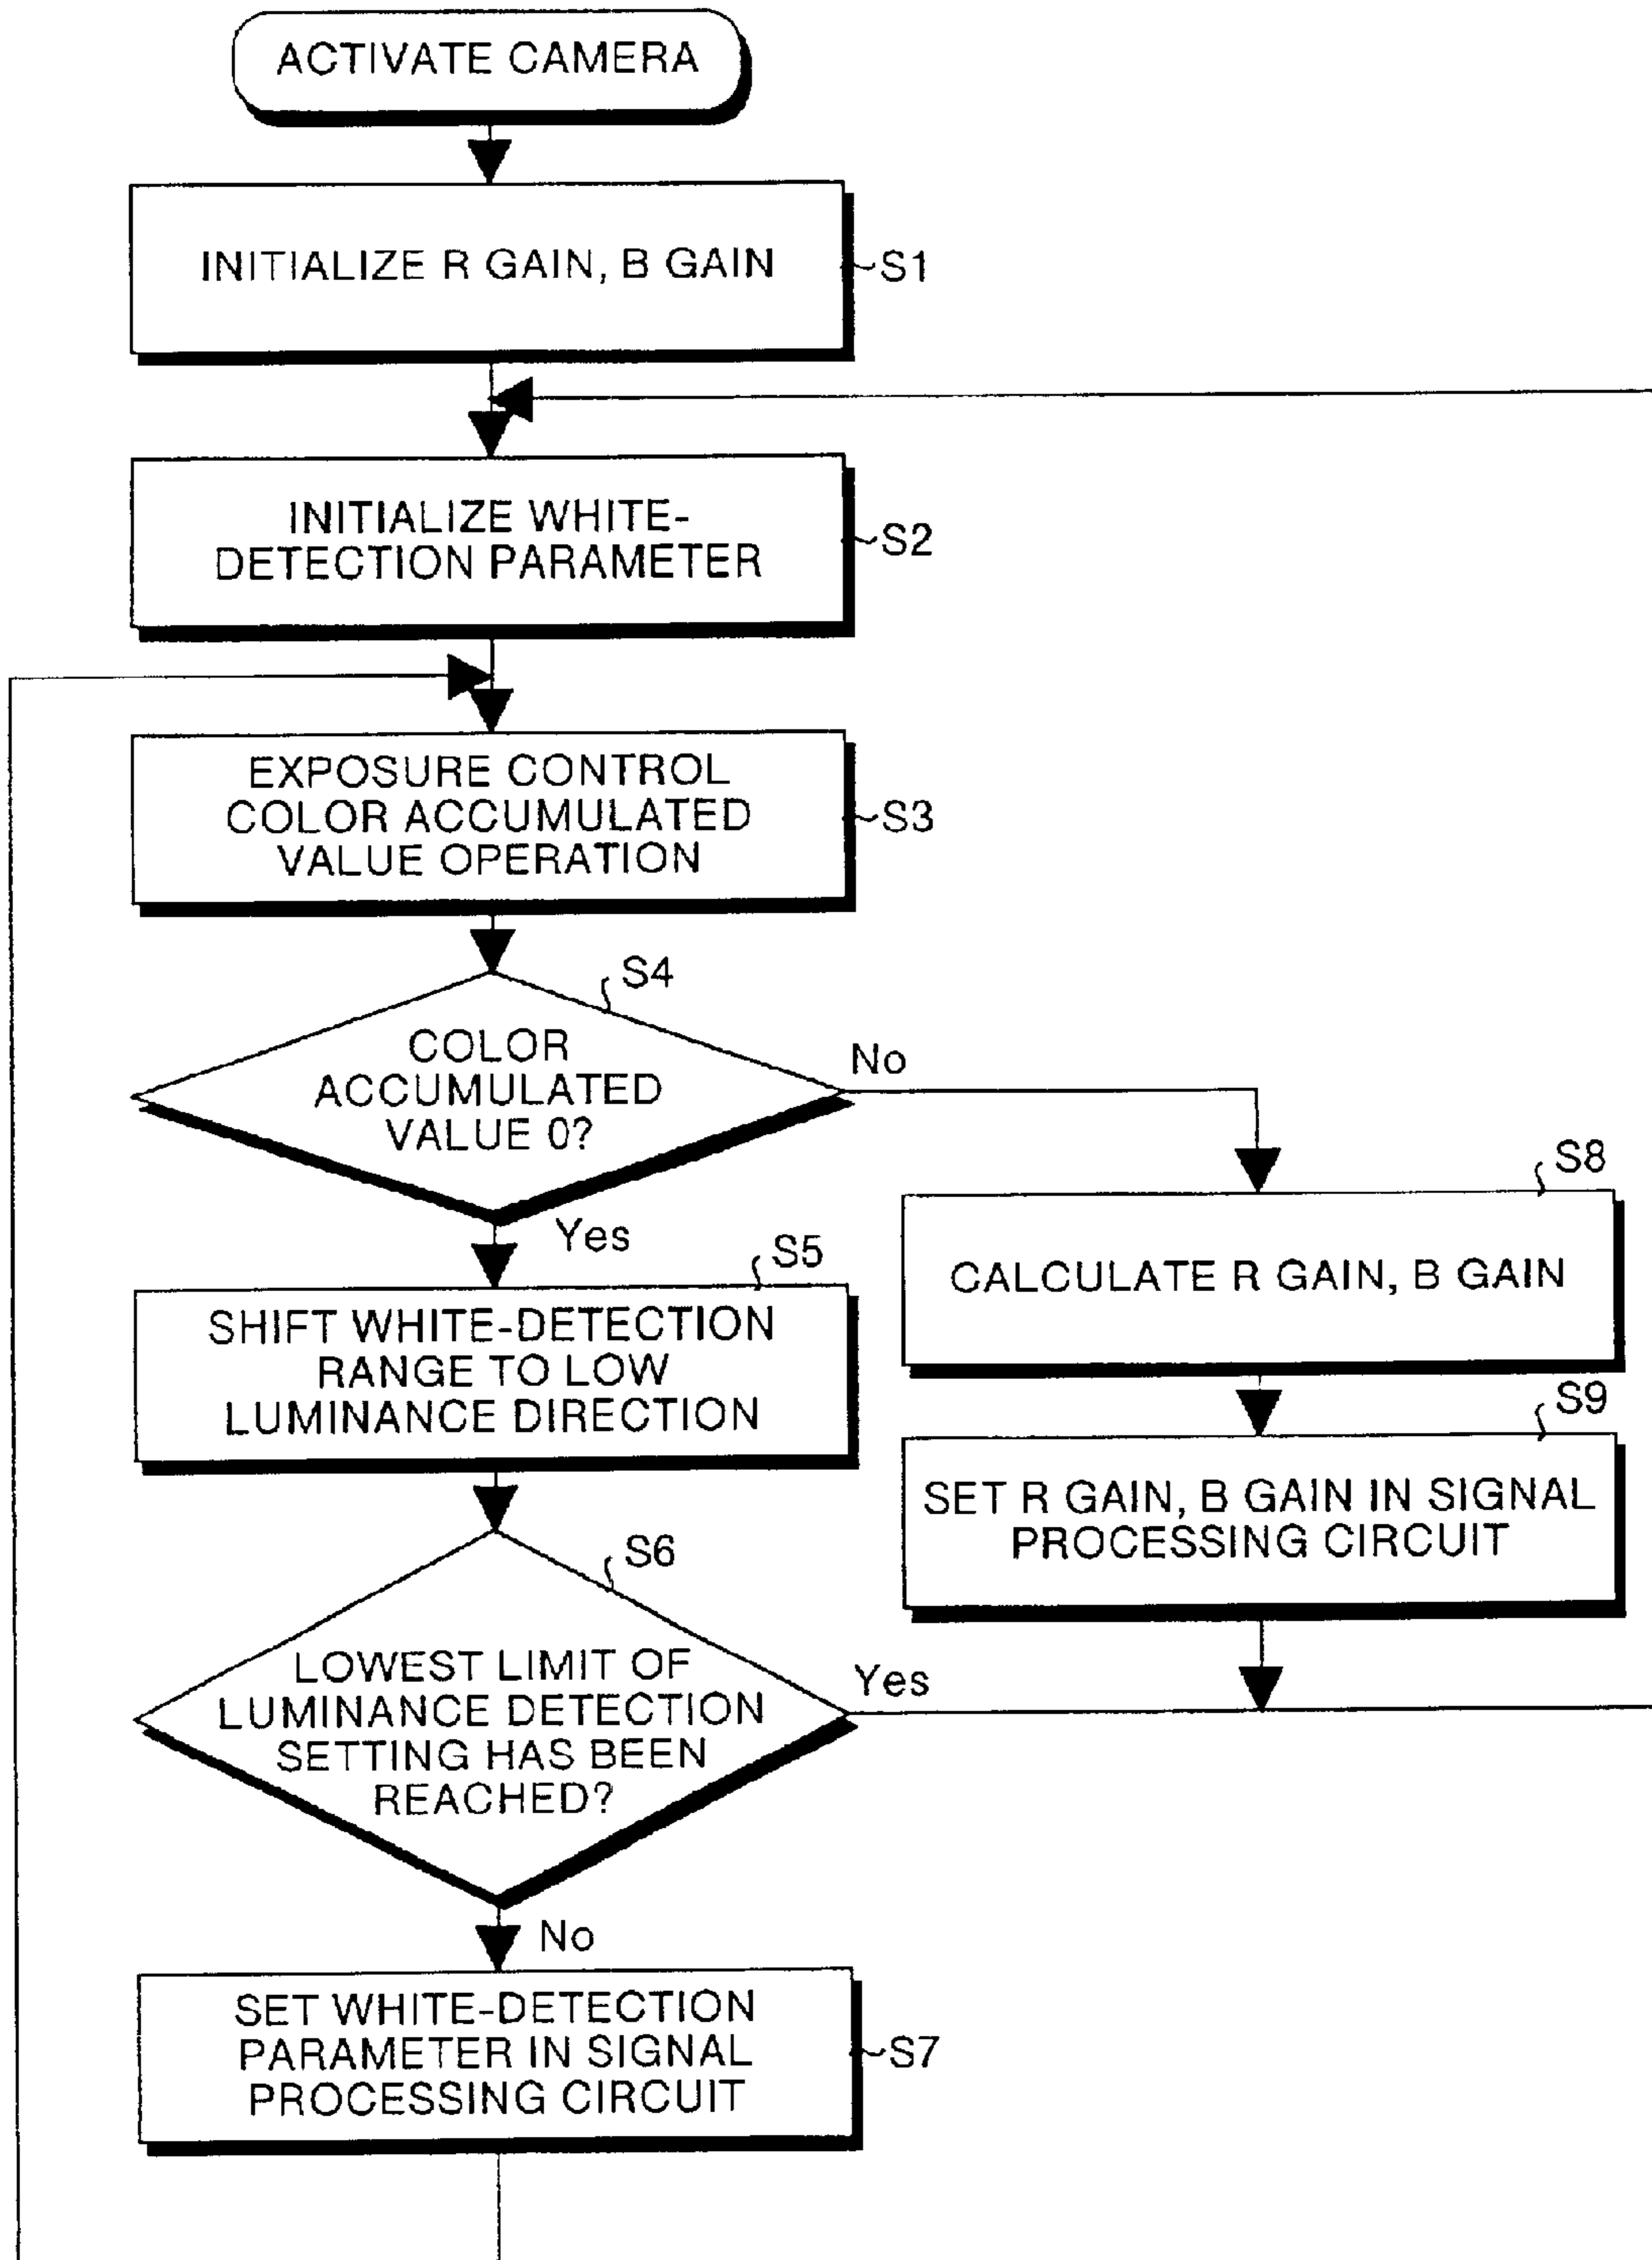 ACTIVATE CAMERA
INITIALIZE R GAIN, B GAIN
S1
INITIALIZE WHITE-
DETECTION PARAMETER
S2
EXPOSURE CONTROL
COLOR ACCUMULATED
VALUE OPERATION
S3
S4
COLOR
ACCUMULATED
VALUE 0?
No
Yes
S5
SHIFT WHITE-DETECTION
RANGE TO LOW
LUMINANCE DIRECTION
S8
CALCULATE R GAIN, B GAIN
S9
SET R GAIN, B GAIN IN SIGNAL
PROCESSING CIRCUIT
S6
LOWEST LIMIT OF
LUMINANCE DETECTION
SETTING HAS BEEN
REACHED?
Yes
No
SET WHITE-DETECTION
PARAMETER IN SIGNAL
PROCESSING CIRCUIT
S7